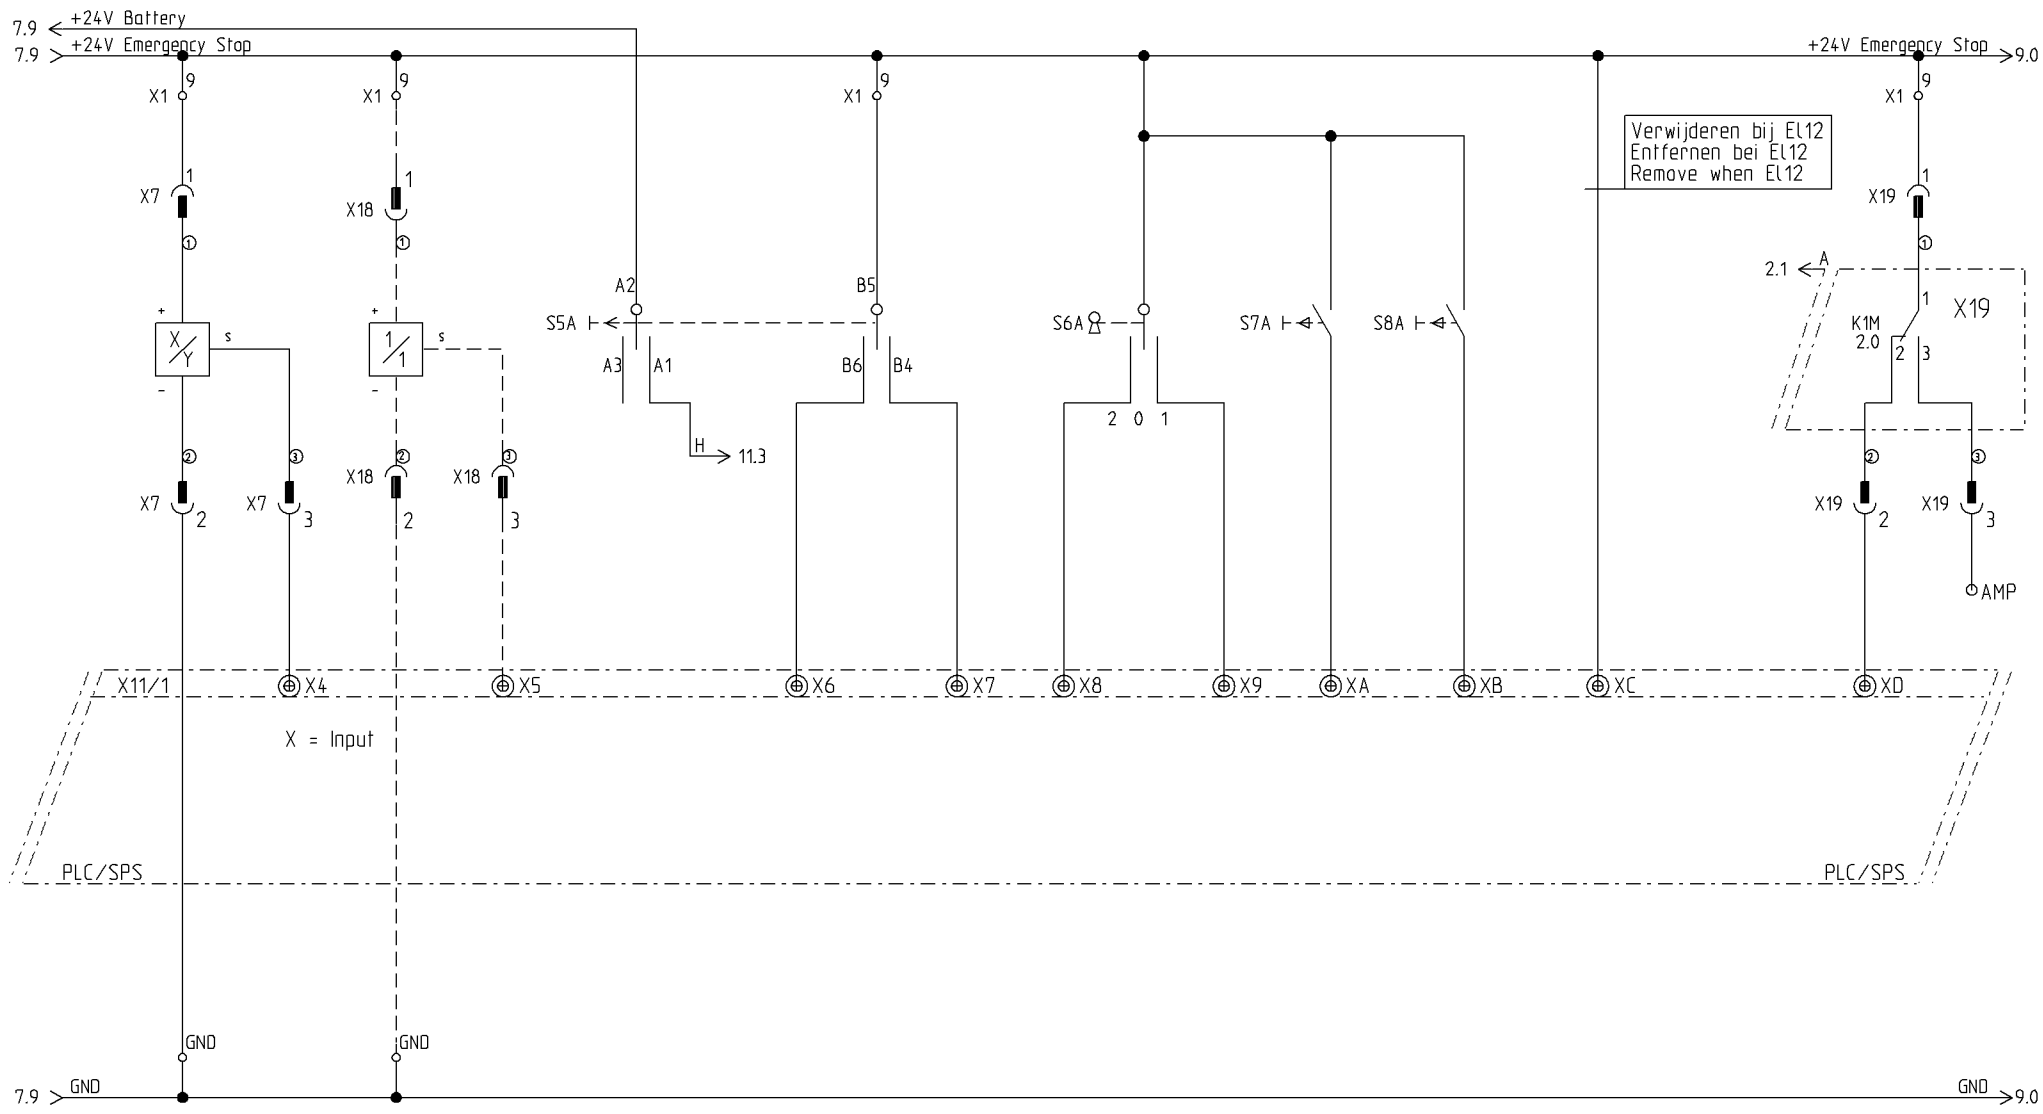 +24V Battery
7.9
7.9 +24V Emergency Stop
+24V Emergency Stop 9.0
9 9 9 9
X1 X1 X1 X1
Verwijderen bij EL12
Entfernen bei EL12
Remove when EL12
1 1 1
X7 X18 X19
1 1 1
2.1 A
A2 B5
1 X19
+ + S5A S6A S7A S8A K1M
2.0
X/Y s 1/1 s
A3 A1 B6 B4 2 3
- -
2 0 1
H 11.3
2 3 2 3 2 3
X7 X7 X18 X18 X19 X19
2 3 2 3 2 3
AMP
X11/1 X4 X5 X6 X7 X8 X9 XA XB XC XD
X = Input
PLC/SPS PLC/SPS
GND GND
7.9 GND GND 9.0